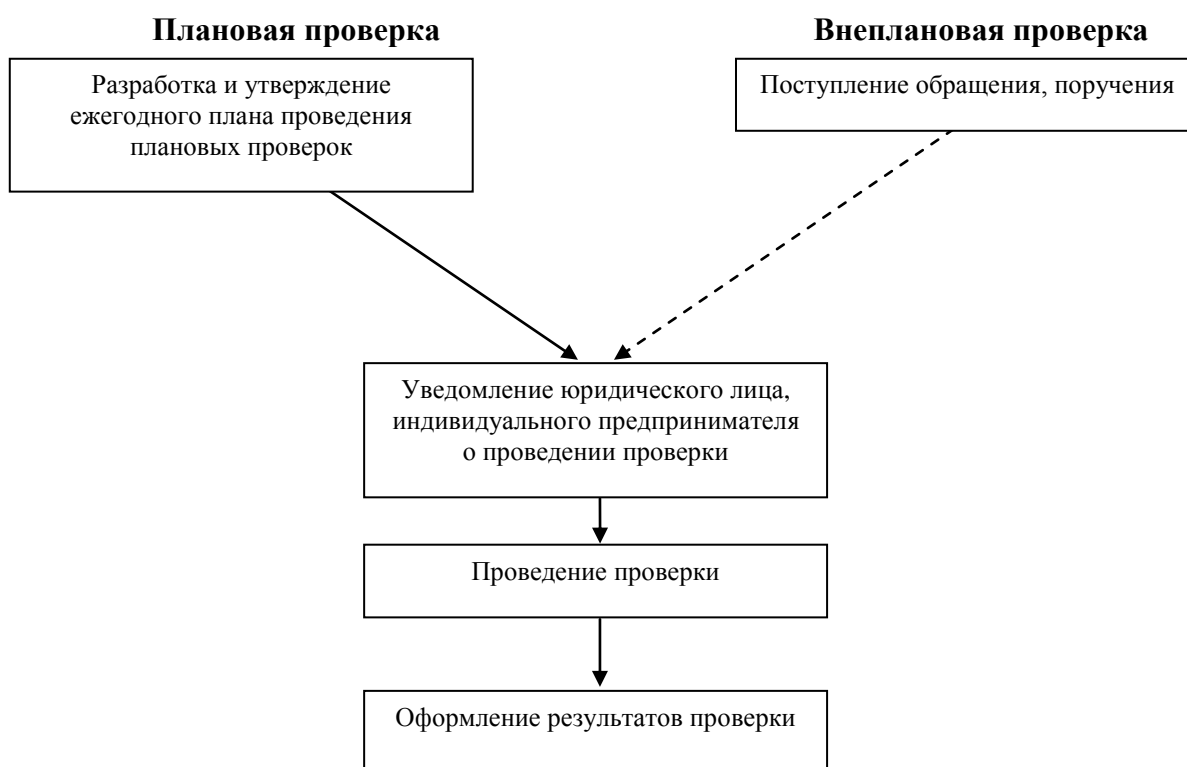 Плановая проверка
Внеплановая проверка
Разработка и утверждение
ежегодного плана проведения
плановых проверок
Поступление обращения, поручения
Уведомление юридического лица,
индивидуального предпринимателя
о проведении проверки
Проведение проверки
Оформление результатов проверки